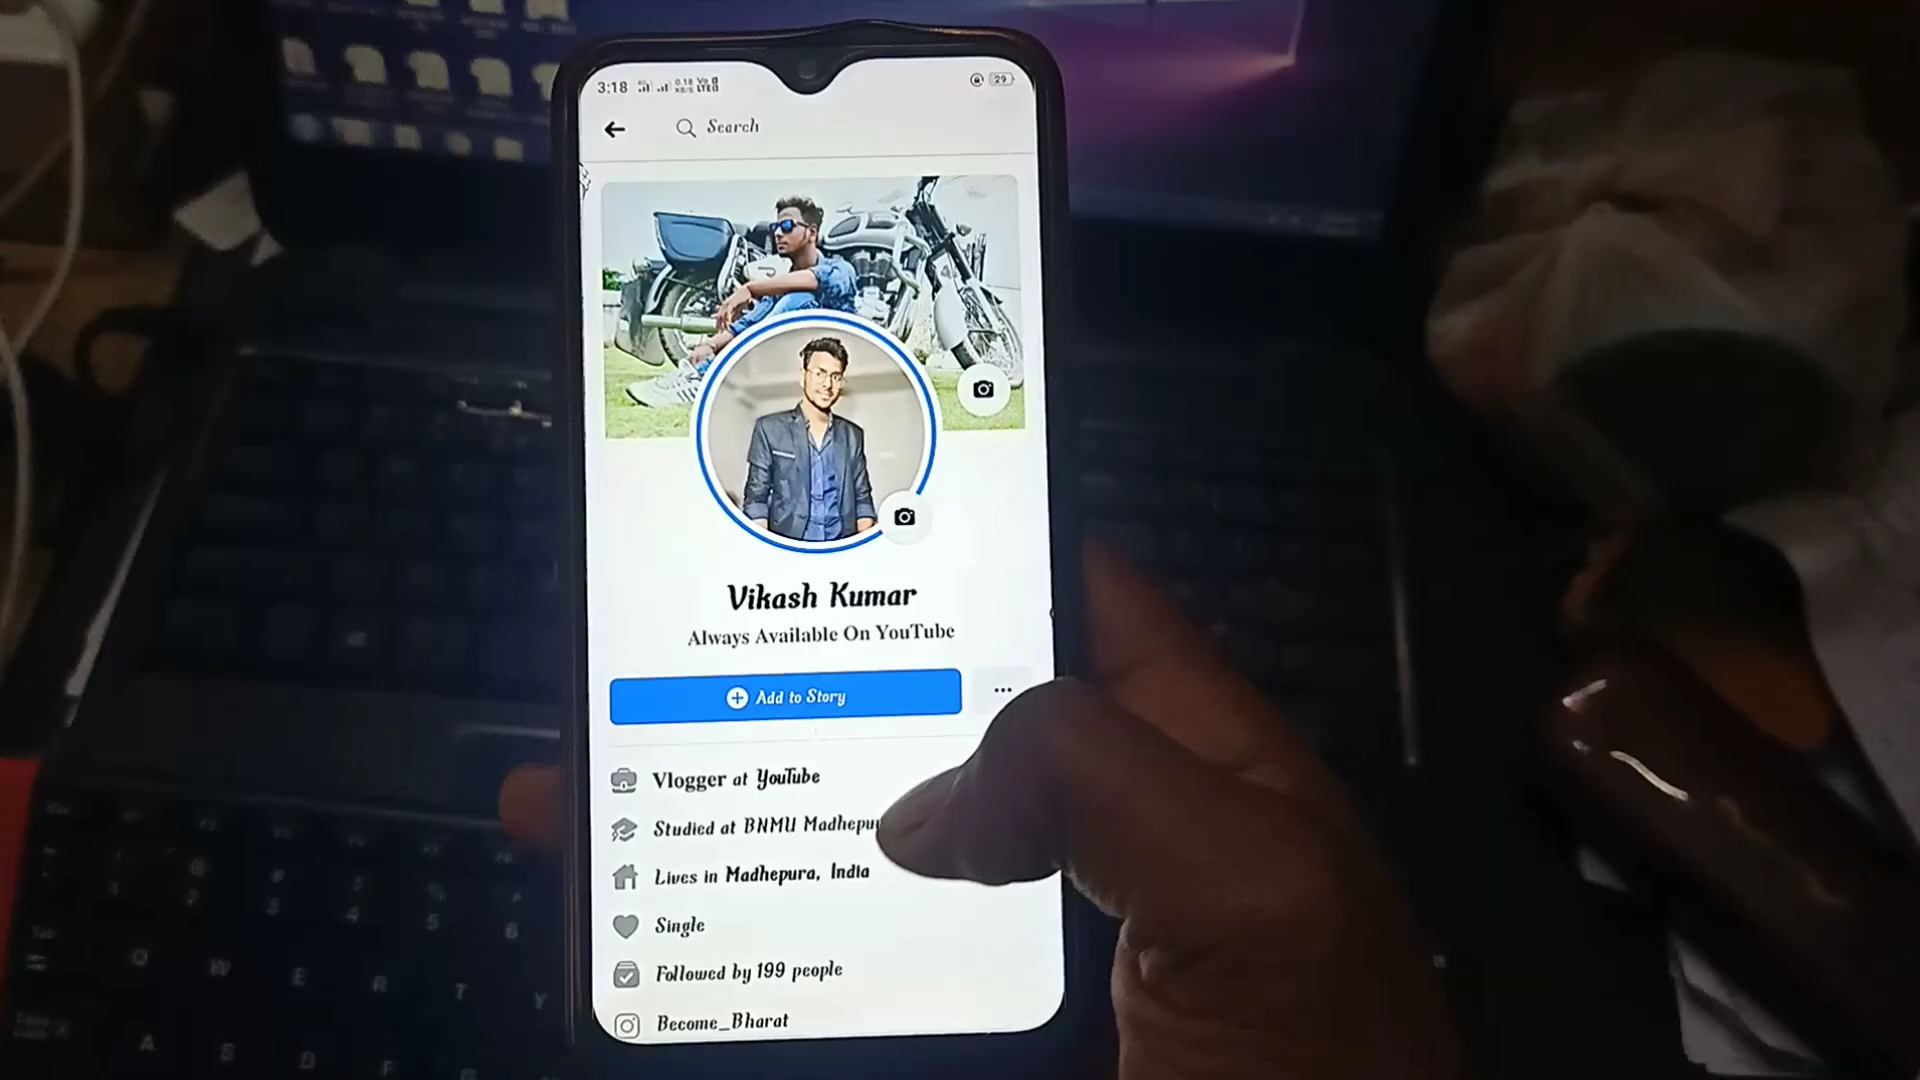 3:18
29
Search
Vikash Kumar
Always Available On YouTube
Add to Story
Vlogger at YouTube
Studied at BNMU
Lives in Madhepura, India
Single
Followed by 199 people
Become_Bharat
Q W E R T Y
A S D F